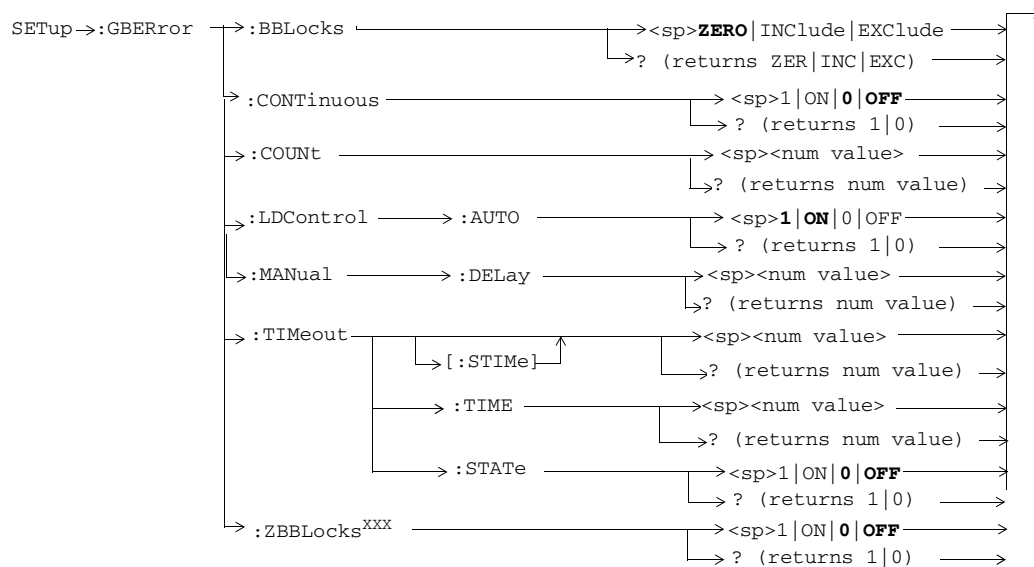 SETup :GBERror :BBLocks <sp>ZERO|INClude|EXClude
? (returns ZER|INC|EXC)
:CONTinuous <sp>1|ON|0|OFF
? (returns 1|0)
:COUNt <sp><num value>
? (returns num value)
:LDControl :AUTO <sp>1|ON|0|OFF
? (returns 1|0)
:MANual :DELay <sp><num value>
? (returns num value)
:TIMeout <sp><num value>
[:STIMe] ? (returns num value)
:TIME <sp><num value>
? (returns num value)
:STATe <sp>1|ON|0|OFF
? (returns 1|0)
:ZBBLocksXXX <sp>1|ON|0|OFF
? (returns 1|0)